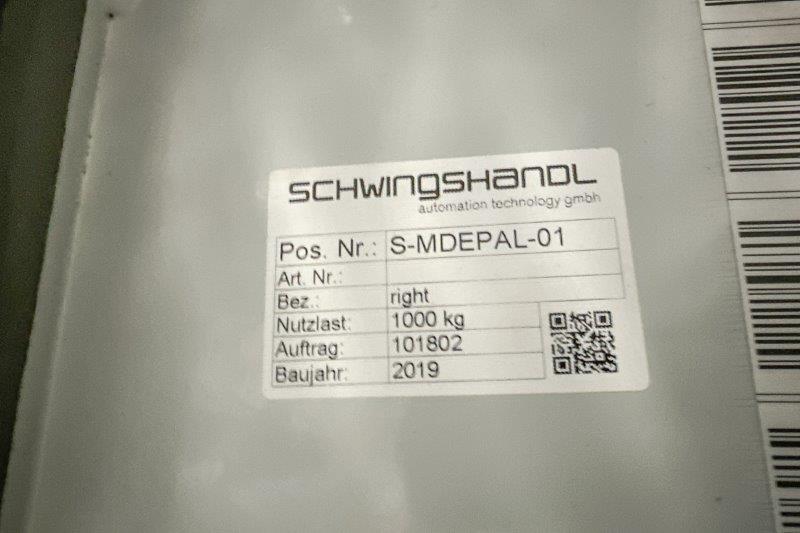 SCHWINGSHANDL
automation technology gmbh
Pos. Nr.: S-MDEPAL-01
Art. Nr.:
Bez.: right
Nutzlast: 1000 kg
Auftrag: 101802
Baujahr: 2019